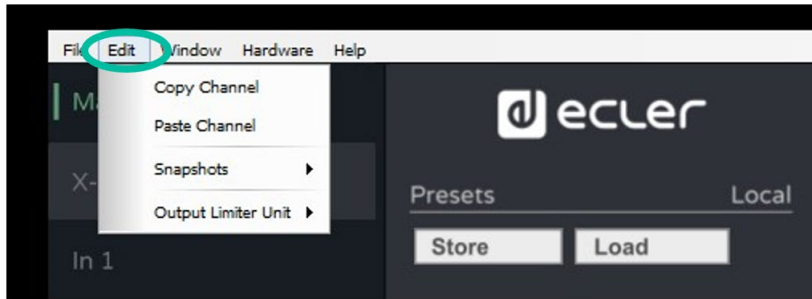 File Edit Window Hardware Help
Copy Channel
Paste Channel
Snapshots
Output Limiter Unit
ecler
Presets Local
Store Load
X-
In 1